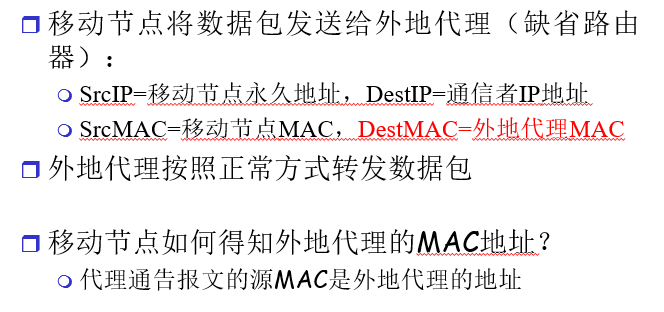 移动节点将数据包发送给外地代理（缺省路由
器）：
SrcIP=移动节点永久地址，DestIP=通信者IP地址
SrcMAC=移动节点MAC，DestMAC=外地代理MAC
外地代理按照正常方式转发数据包
移动节点如何得知外地代理的MAC地址？
代理通告报文的源MAC是外地代理的地址